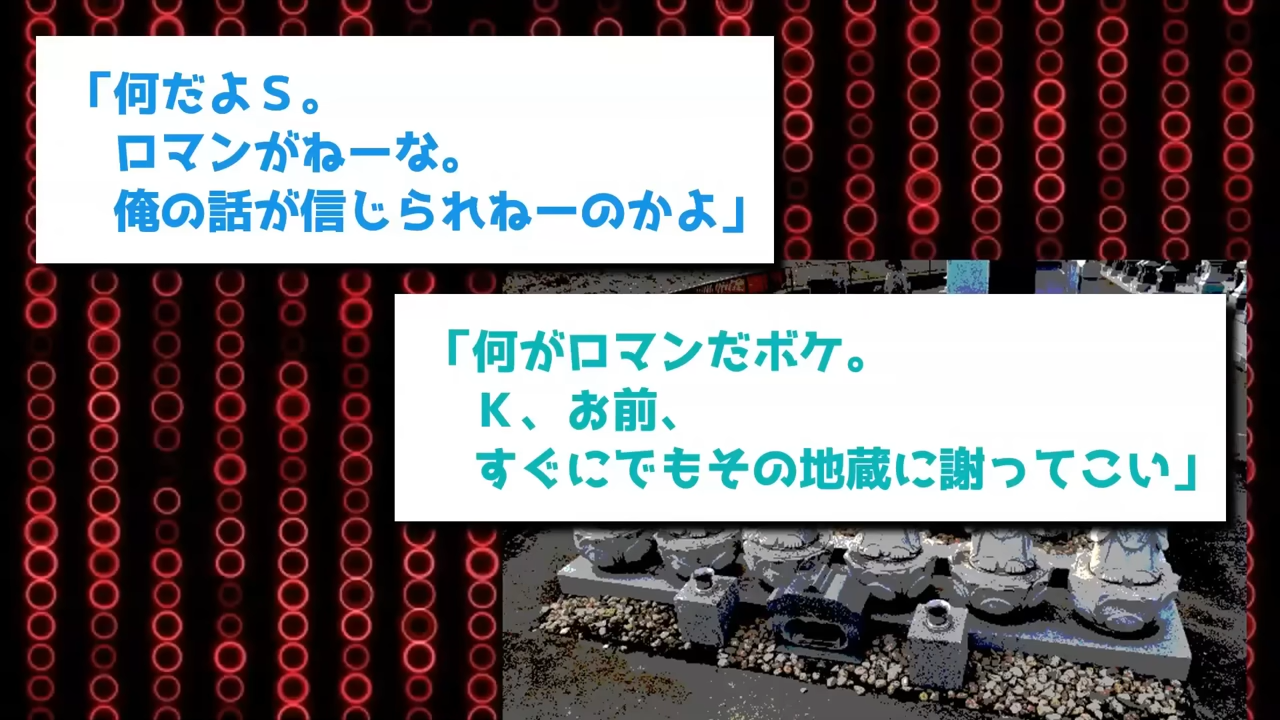 「何だよＳ。
ロマンがねーな。
俺の話が信じられねーのかよ」
「何がロマンだボケ。
Ｋ、お前、
すぐにでもその地蔵に謝ってこい」